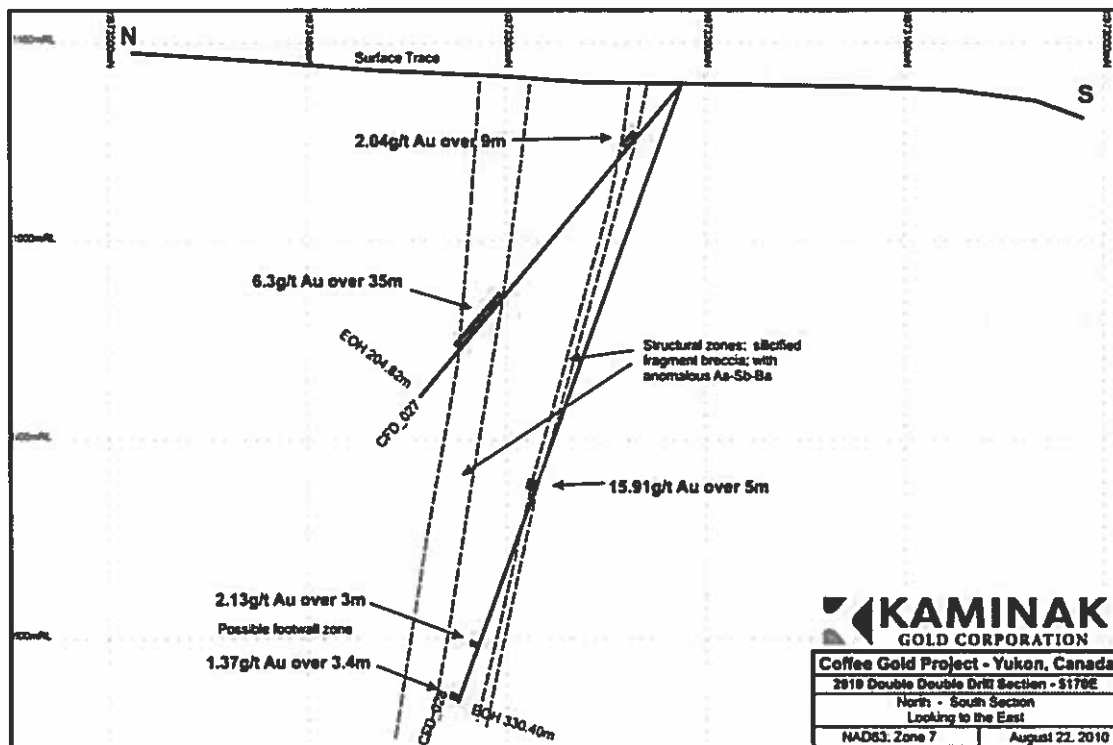 N
S
Surface Trace
2.04g/t Au over 9m
6.3g/t Au over 35m
EOH 204.82m
CFD_027
Structural zones: silicified
fragment breccia; with
anomalous As-Sb-Ba
15.91g/t Au over 5m
2.13g/t Au over 3m
Possible footwall zone
1.37g/t Au over 3.4m
CFD_028
EOH 330.40m
KAMINAK
GOLD CORPORATION
Coffee Gold Project - Yukon, Canada
Double Double Drill Section -
North - South Section
Looking to the East
NAD83. Zone 7
August 22, 2010